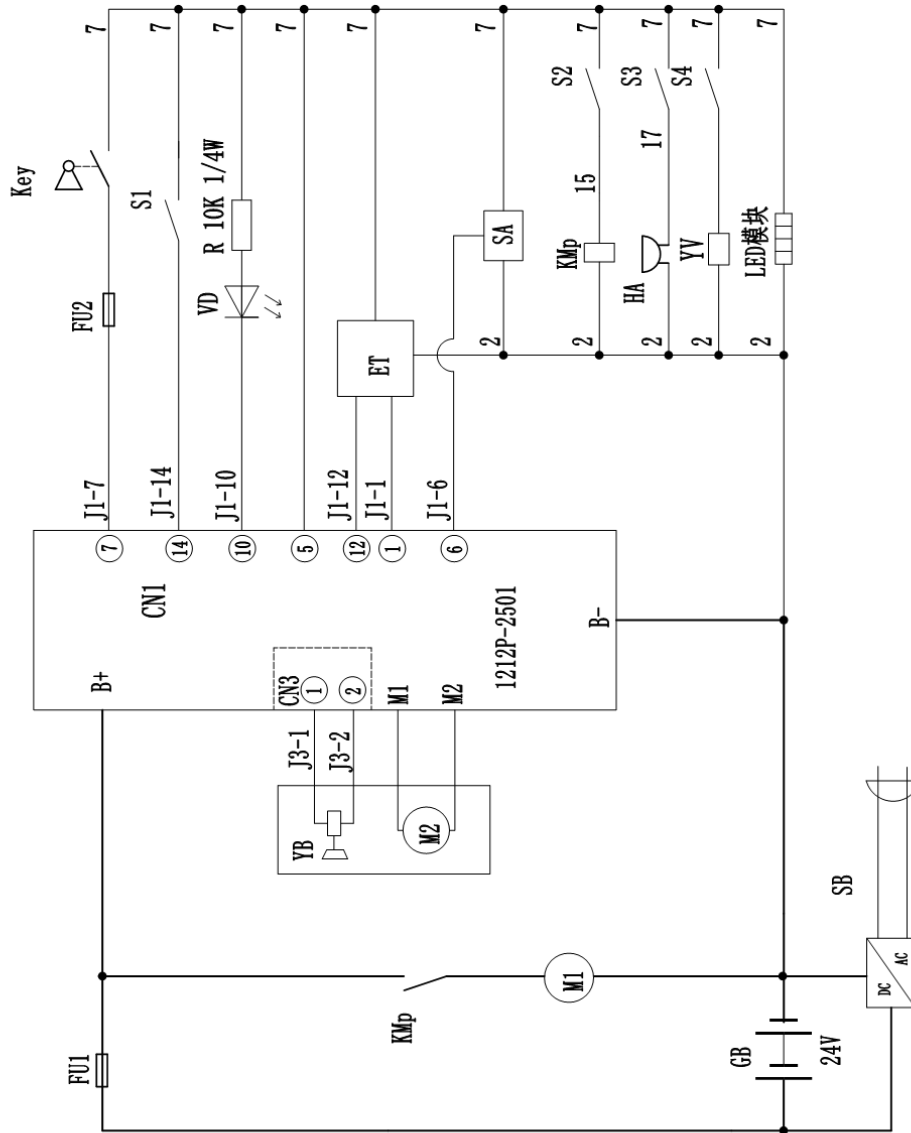 Key
FU2
J1-7
7
7
S1
J1-14
14
7
R 10K 1/4W
VD
J1-10
10
7
5
7
ET
J1-12
12
J1-1
1
7
SA
J1-6
6
2
7
S2
15
KMp
2
7
S3
17
HA
2
7
S4
YV
2
7
LED模块
2
CN1
1212P-2501
B+
B-
CN3
1
2
M1
M2
J3-1
J3-2
YB
M2
KMp
M1
FU1
GB
24V
SB
DC
AC
7